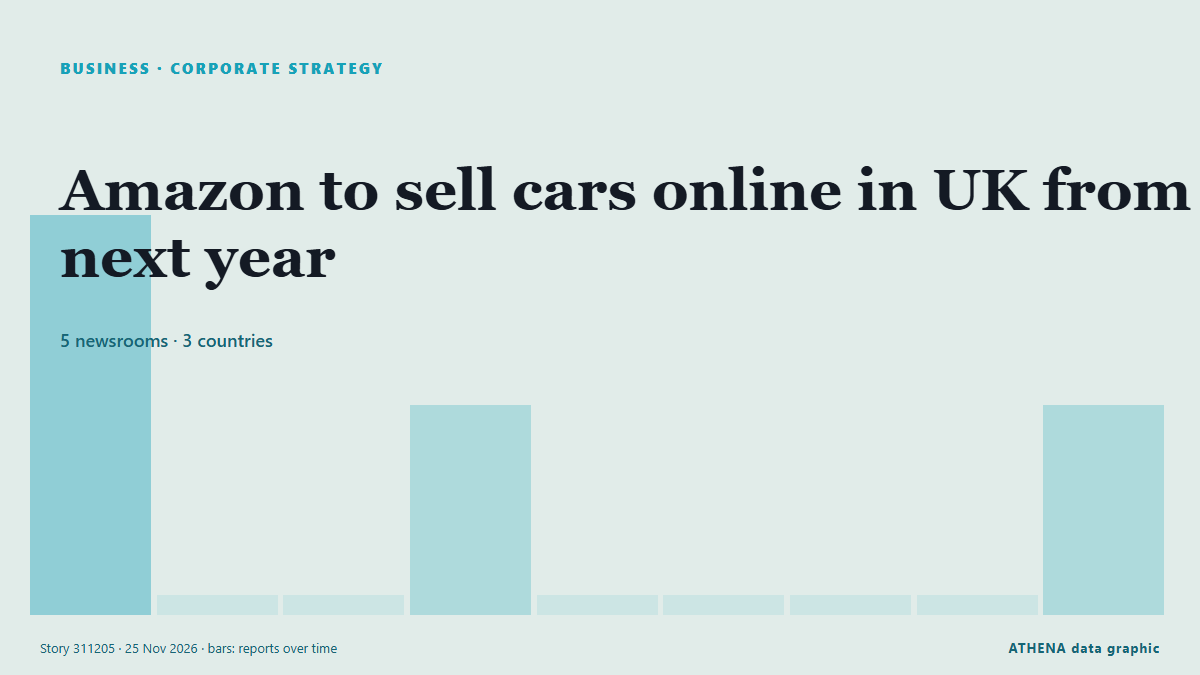 BUSINESS · CORPORATE STRATEGY
Amazon to sell cars online in UK from
next year
5 newsrooms · 3 countries
Story 311205 · 25 Nov 2026 · bars: reports over time
ATHENA data graphic